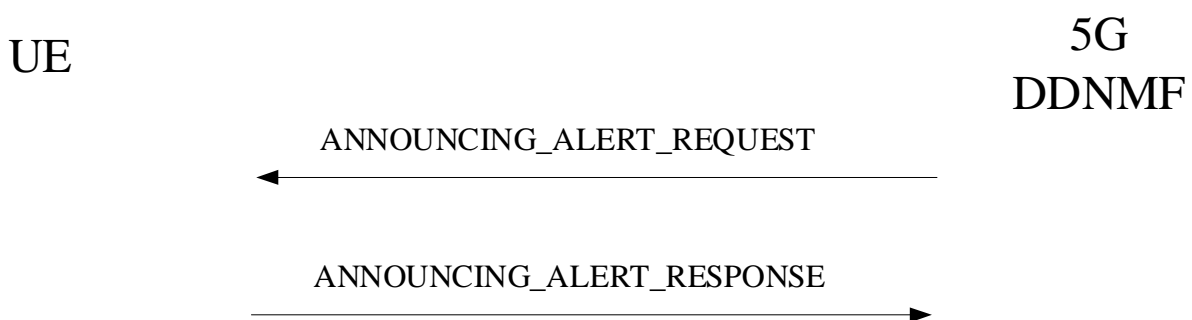 UE
5G
DDNMF
ANNOUNCING_ALERT_REQUEST
ANNOUNCING_ALERT_RESPONSE